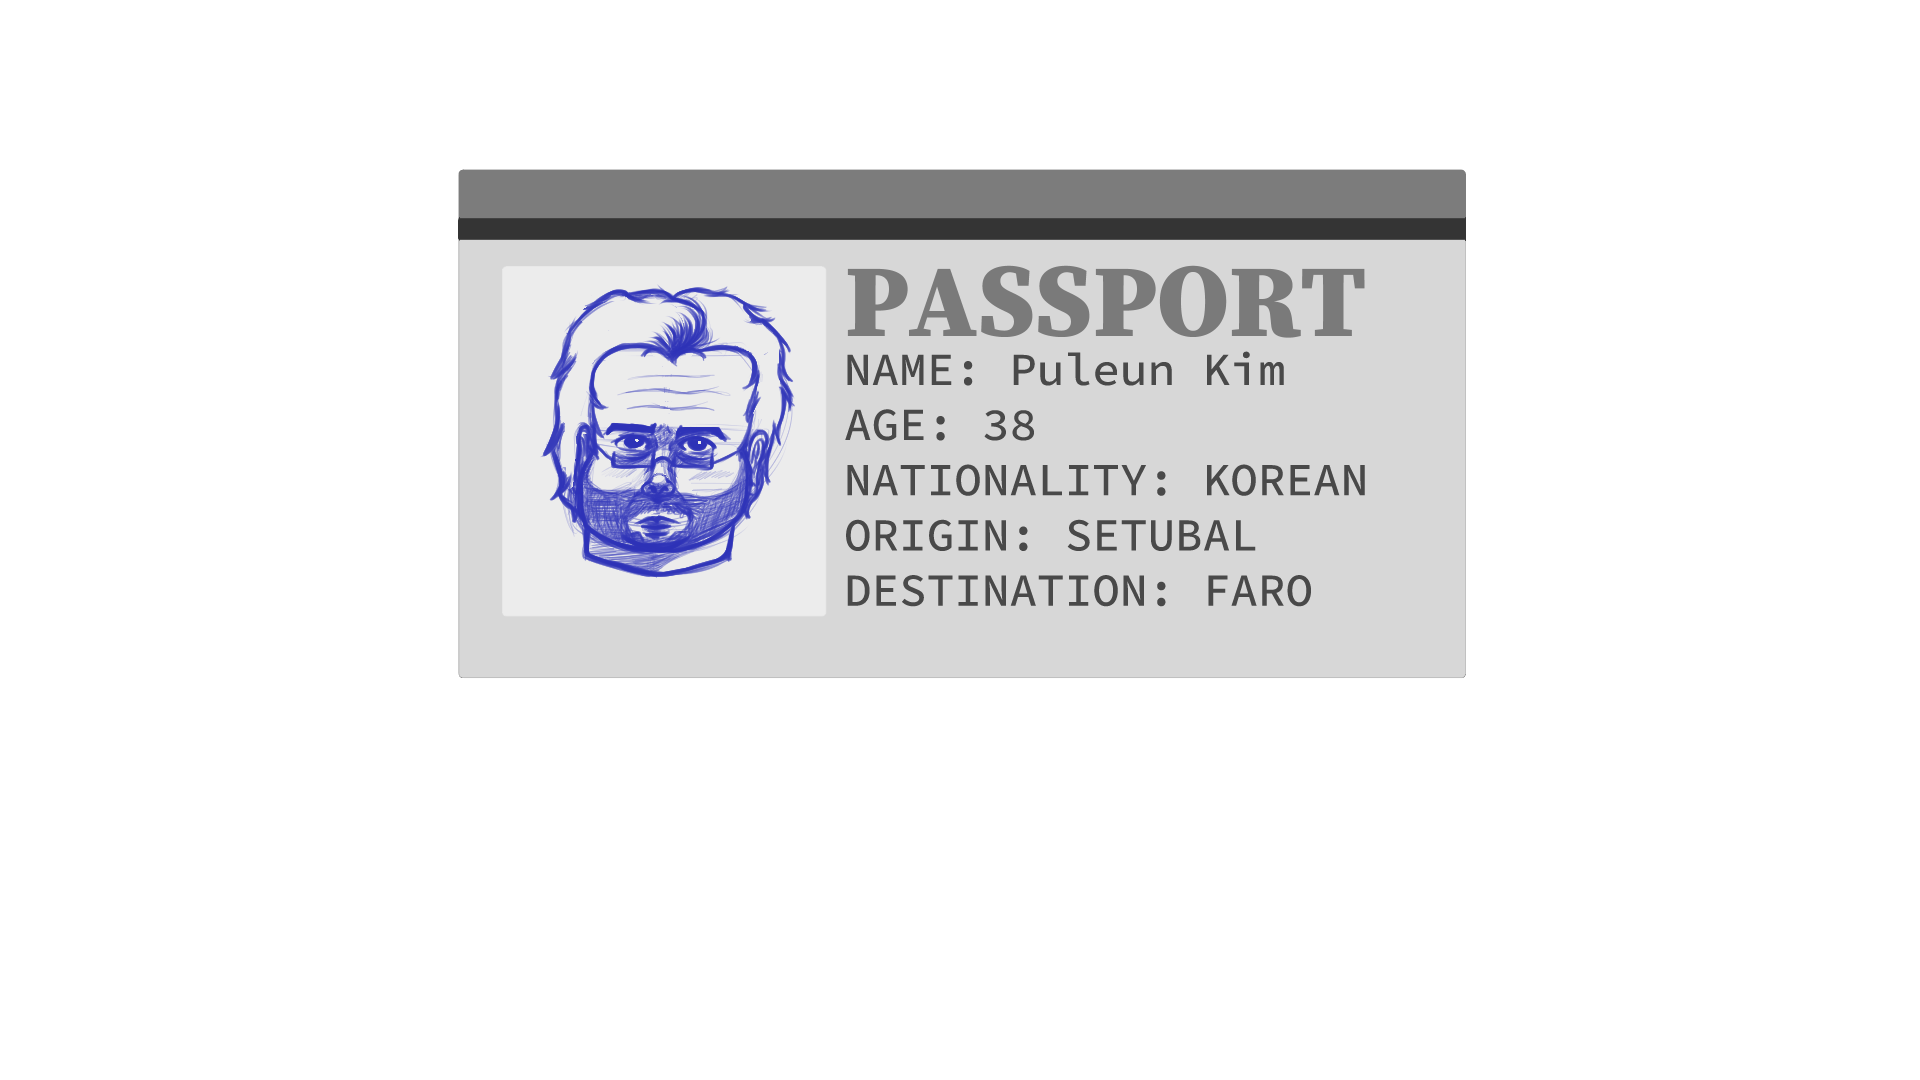 PASSPORT
NAME: Puleun Kim
AGE: 38
NATIONALITY: KOREAN
ORIGIN: SETUBAL
DESTINATION: FARO